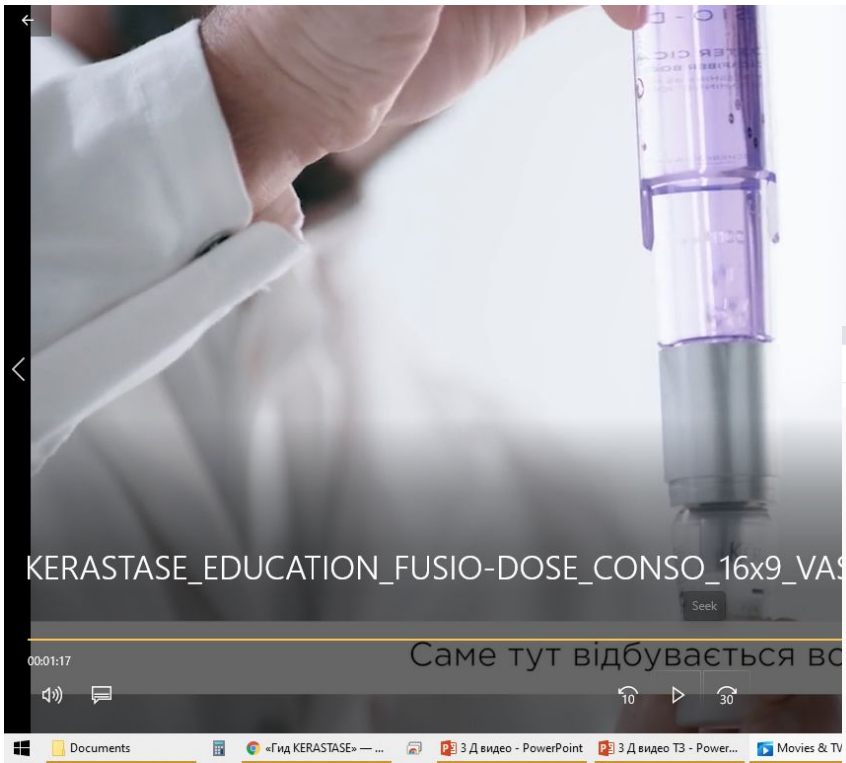 KERASTASE_EDUCATION_FUSIO-DOSE_CONSO_16x9_VAS
Seek
00:01:17
Саме тут відбувається вс
10
30
Documents
«Гид KERASTASE» — ...
3 Д видео - PowerPoint
3 Д видео ТЗ - Power...
Movies & TV